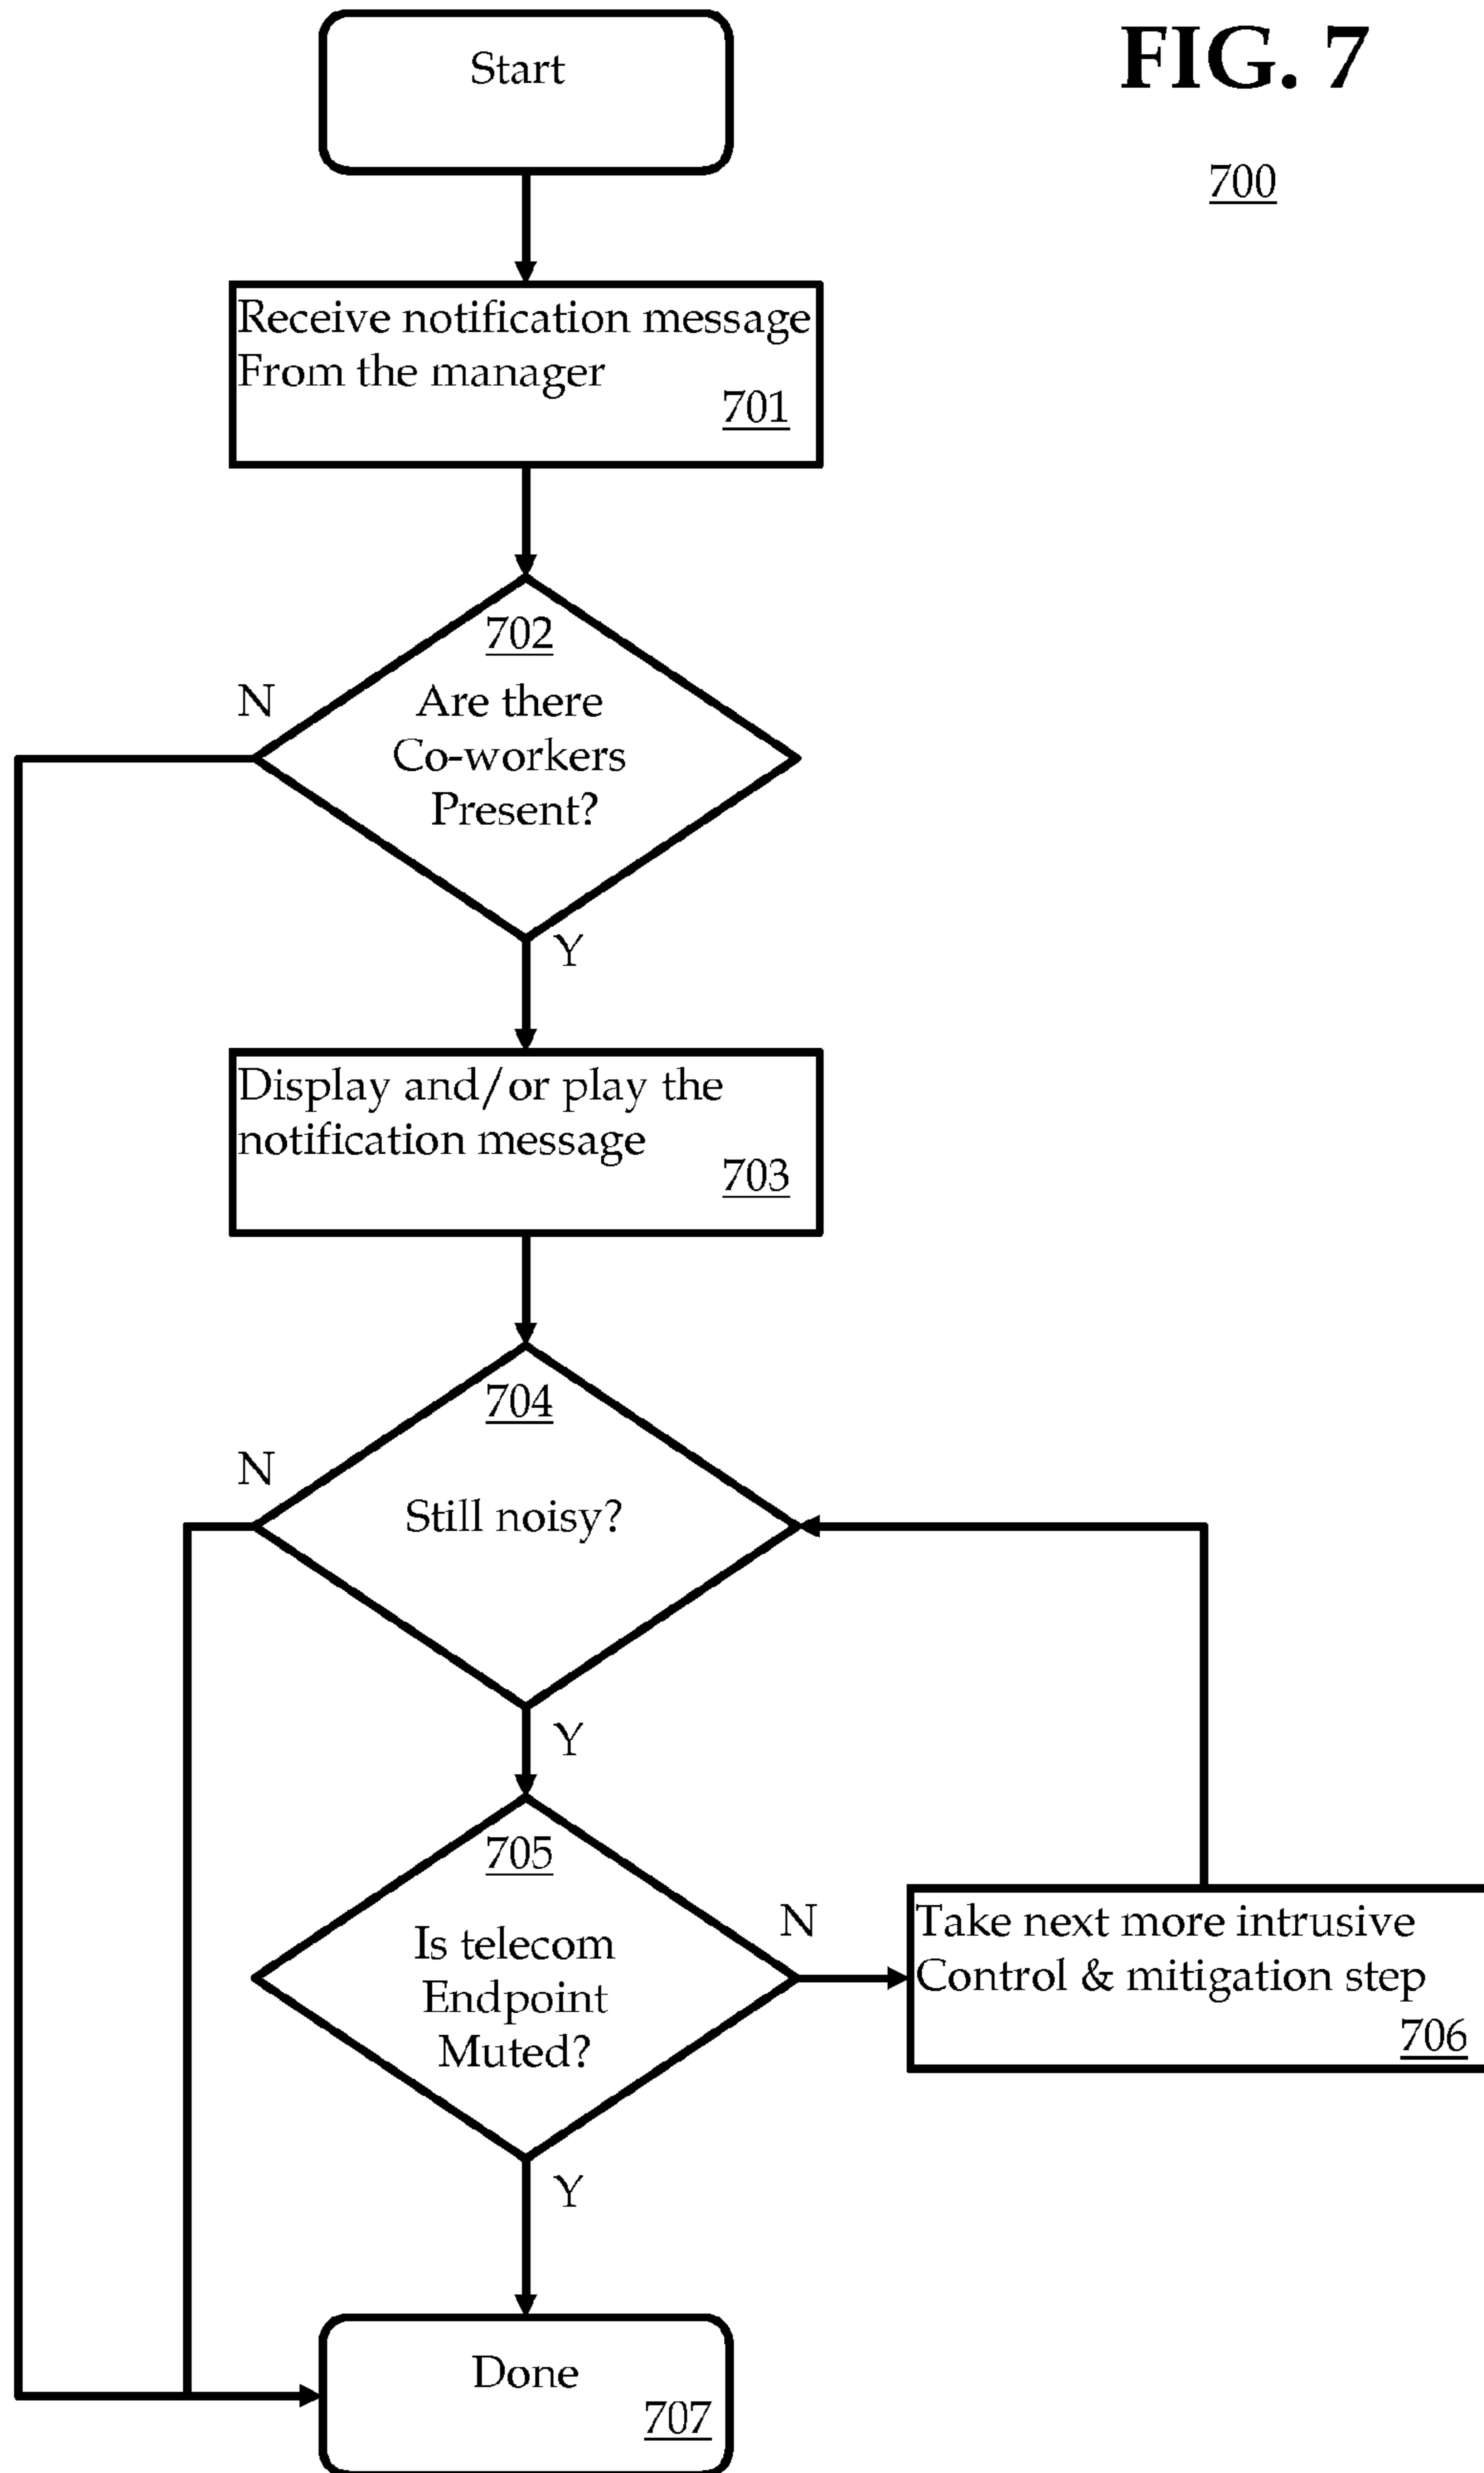 FIG. 7
700
Start
Receive notification message
From the manager
701
702
Are there
Co-workers
Present?
N
Y
Display and/or play the
notification message
703
704
Still noisy?
N
Y
705
Is telecom
Endpoint
Muted?
N
Y
Take next more intrusive
Control & mitigation step
706
Done
707